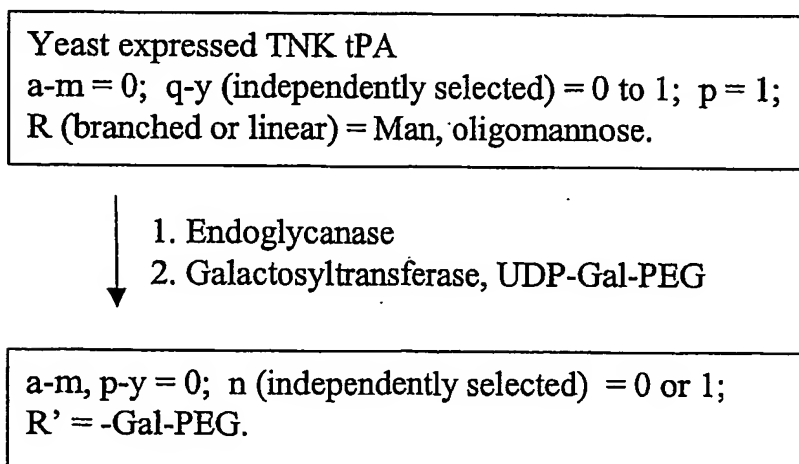 Yeast expressed TNK tPA
a-m = 0; q-y (independently selected) = 0 to 1; p = 1;
R (branched or linear) = Man, oligomannose.
1. Endoglycanase
2. Galactosyltransferase, UDP-Gal-PEG
a-m, p-y = 0; n (independently selected) = 0 or 1;
R' = -Gal-PEG.